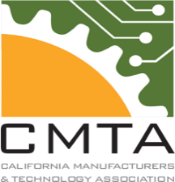 CMTA
CALIFORNIA MANUFACTURERS
& TECHNOLOGY ASSOCIATION